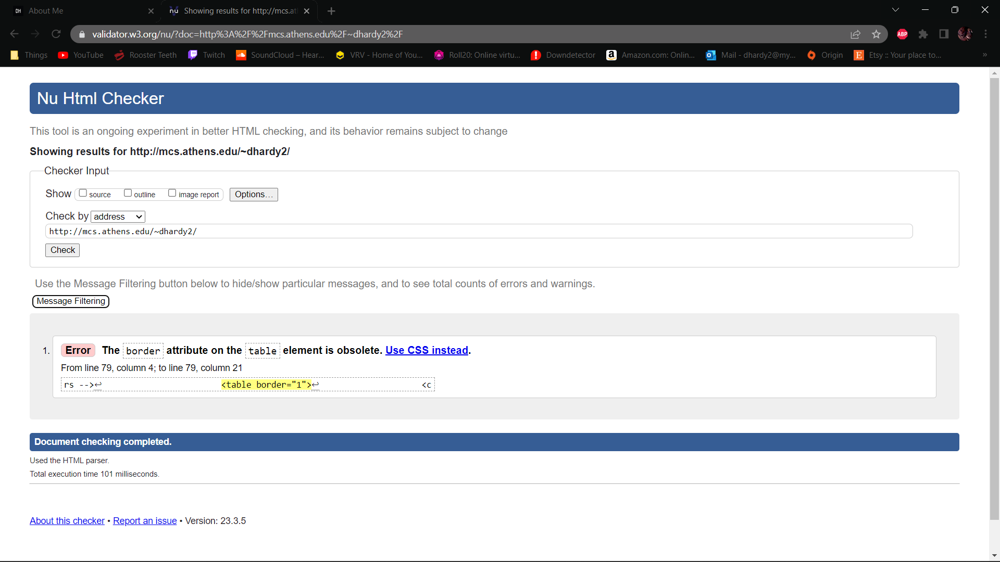 DH About Me
nu Showing results for http://mcs.at
validator.w3.org/nu/?doc=http%3A%2F%2Fmcs.athens.edu%2F~dhardy2%2F
ABP
Things YouTube Rooster Teeth Twitch SoundCloud – Hear... VRV - Home of You... Roll20: Online virtu... Downdetector a Amazon.com: Onlin... Mail - dhardy2@my... Origin E Etsy :: Your place to... »
Nu Html Checker
This tool is an ongoing experiment in better HTML checking, and its behavior remains subject to change
Showing results for http://mcs.athens.edu/~dhardy2/
Checker Input
Show source outline image report Options...
Check by address
http://mcs.athens.edu/~dhardy2/
Check
Use the Message Filtering button below to hide/show particular messages, and to see total counts of errors and warnings.
Message Filtering
1. Error The border attribute on the table element is obsolete. Use CSS instead.
From line 79, column 4; to line 79, column 21
rs -->↩ <table border="1">↩ <c
Document checking completed.
Used the HTML parser.
Total execution time 101 milliseconds.
About this checker • Report an issue • Version: 23.3.5